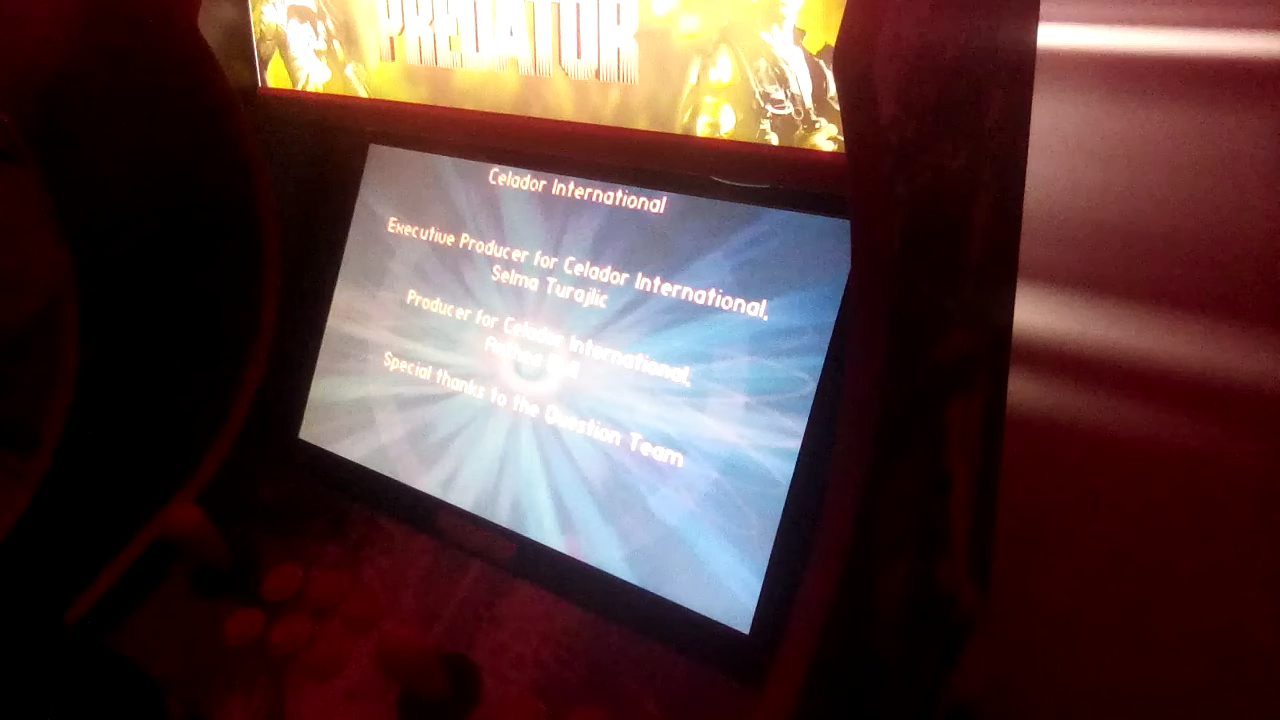 PREDATOR
Celador International
Executive Producer for Celador International,
Selma Turajlic
Producer for Celador International,
Special thanks to the Question Team